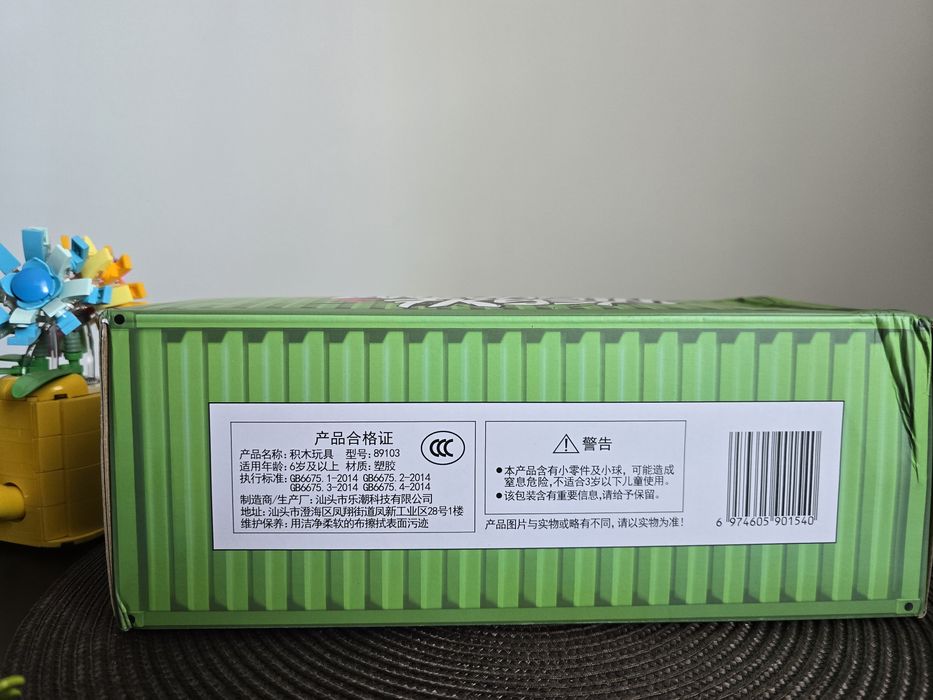 产品合格证
产品名称: 积木玩具 型号: 89103
适用年龄: 6岁及以上 材质: 塑胶
执行标准: GB6675.1-2014 GB6675.2-2014
GB6675.3-2014 GB6675.4-2014
制造商/生产厂: 汕头市乐潮科技有限公司
地址: 汕头市澄海区凤翔街道凤新工业区28号1楼
维护保养: 用洁净柔软的布擦拭表面污迹
CCC
警告
●本产品含有小零件及小球, 可能造成
窒息危险,不适合3岁以下儿童使用。
●该包装含有重要信息,请给予保留。
产品图片与实物或略有不同, 请以实物为准!
6 974605 901540